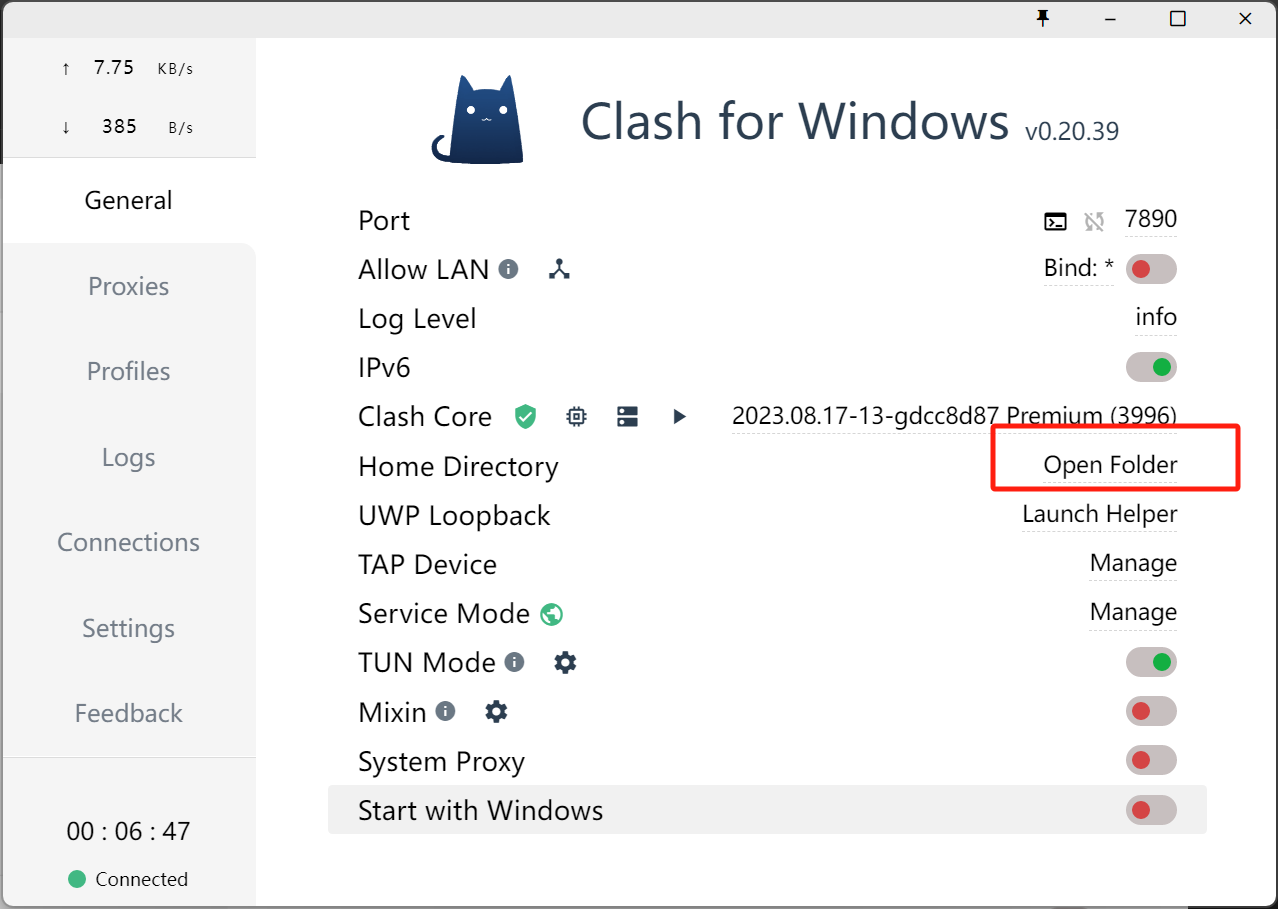 ↑ 7.75 KB/s
↓ 385 B/s
General
Proxies
Profiles
Logs
Connections
Settings
Feedback
00 : 06 : 47
Connected
Clash for Windows v0.20.39
Port 7890
Allow LAN Bind: *
Log Level info
IPv6
Clash Core 2023.08.17-13-gdcc8d87 Premium (3996)
Home Directory Open Folder
UWP Loopback Launch Helper
TAP Device Manage
Service Mode Manage
TUN Mode
Mixin
System Proxy
Start with Windows